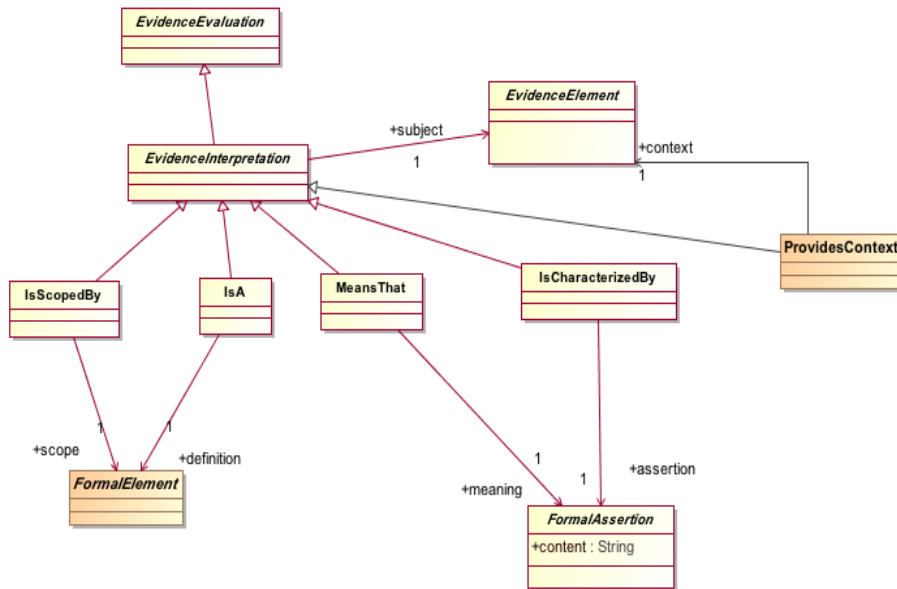 EvidenceEvaluation
EvidenceElement
+subject
1
+context
1
EvidenceInterpretation
ProvidesContext
IsScopedBy
IsA
MeansThat
IsCharacterizedBy
1
1
+scope
+definition
1
1
+assertion
+meaning
FormalElement
FormalAssertion
+content : String